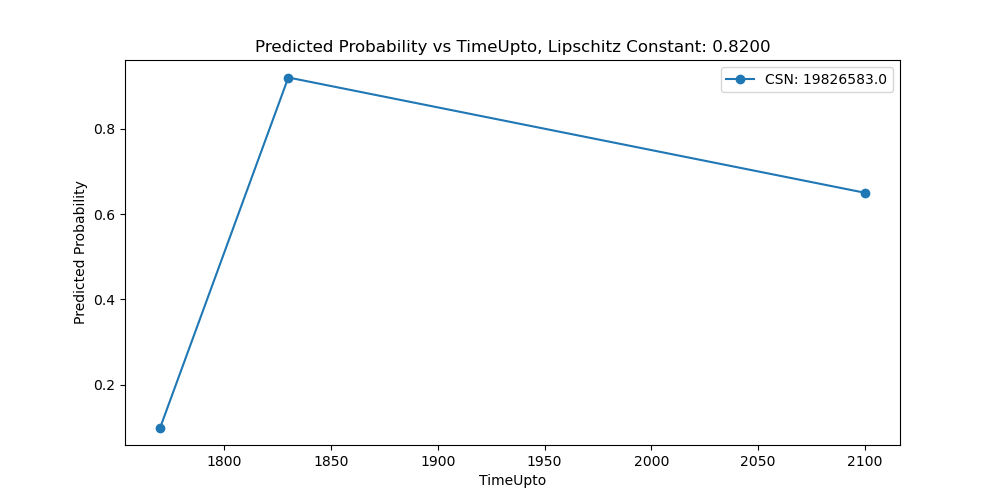 Predicted Probability vs TimeUpto, Lipschitz Constant: 0.8200
CSN: 19826583.0
Predicted Probability
0.8
0.6
0.4
0.2
1800 1850 1900 1950 2000 2050 2100
TimeUpto